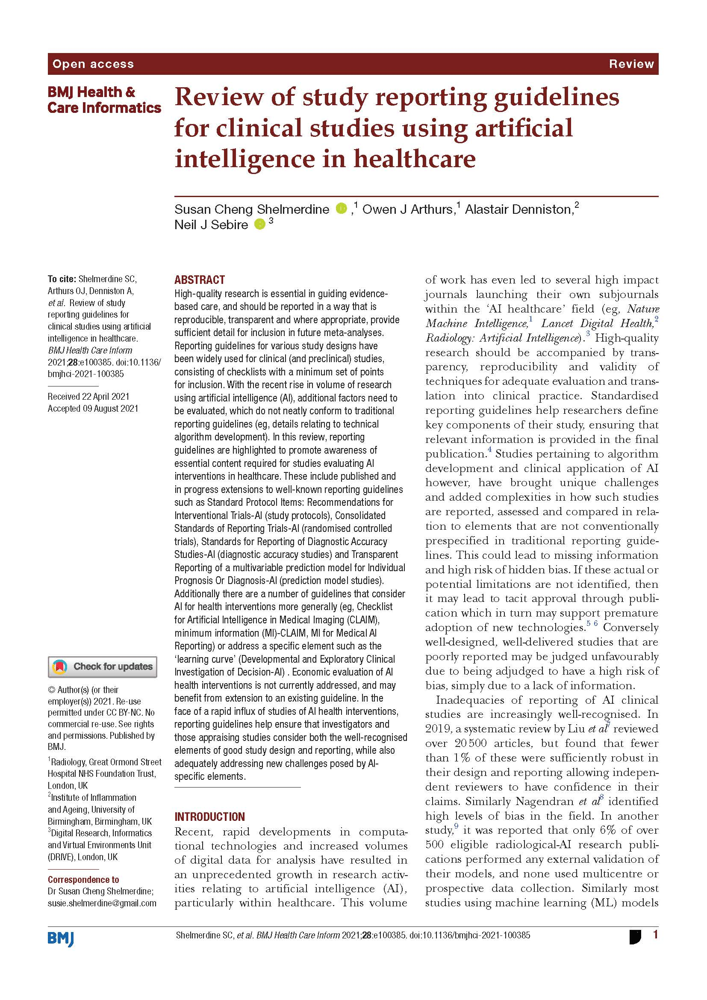 Open access
Review
BMJ Health &
Care Informatics
Review of study reporting guidelines
for clinical studies using artificial
intelligence in healthcare
Susan Cheng Shelmerdine ,1 Owen J Arthurs,1 Alastair Denniston,2
Neil J Sebire 3
To cite: Shelmerdine SC,
Arthurs OJ, Denniston A,
et al. Review of study
reporting guidelines for
clinical studies using artificial
intelligence in healthcare.
BMJ Health Care Inform
2021;28:e100385. doi:10.1136/
bmjhci-2021-100385
Received 22 April 2021
Accepted 09 August 2021
Check for updates
© Author(s) (or their
employer(s)) 2021. Re-use
permitted under CC BY-NC. No
commercial re-use. See rights
and permissions. Published by
BMJ.
1Radiology, Great Ormond Street
Hospital NHS Foundation Trust,
London, UK
2Institute of Inflammation
and Ageing, University of
Birmingham, Birmingham, UK
3Digital Research, Informatics
and Virtual Environments Unit
(DRIVE), London, UK
Correspondence to
Dr Susan Cheng Shelmerdine;
susie.shelmerdine@gmail.com
ABSTRACT
High-quality research is essential in guiding evidence-
based care, and should be reported in a way that is
reproducible, transparent and where appropriate, provide
sufficient detail for inclusion in future meta-analyses.
Reporting guidelines for various study designs have
been widely used for clinical (and preclinical) studies,
consisting of checklists with a minimum set of points
for inclusion. With the recent rise in volume of research
using artificial intelligence (AI), additional factors need to
be evaluated, which do not neatly conform to traditional
reporting guidelines (eg, details relating to technical
algorithm development). In this review, reporting
guidelines are highlighted to promote awareness of
essential content required for studies evaluating AI
interventions in healthcare. These include published and
in progress extensions to well-known reporting guidelines
such as Standard Protocol Items: Recommendations for
Interventional Trials-AI (study protocols), Consolidated
Standards of Reporting Trials-AI (randomised controlled
trials), Standards for Reporting of Diagnostic Accuracy
Studies-AI (diagnostic accuracy studies) and Transparent
Reporting of a multivariable prediction model for Individual
Prognosis Or Diagnosis-AI (prediction model studies).
Additionally there are a number of guidelines that consider
AI for health interventions more generally (eg, Checklist
for Artificial Intelligence in Medical Imaging (CLAIM),
minimum information (MI)-CLAIM, MI for Medical AI
Reporting) or address a specific element such as the
‘learning curve’ (Developmental and Exploratory Clinical
Investigation of Decision-AI) . Economic evaluation of AI
health interventions is not currently addressed, and may
benefit from extension to an existing guideline. In the
face of a rapid influx of studies of AI health interventions,
reporting guidelines help ensure that investigators and
those appraising studies consider both the well-recognised
elements of good study design and reporting, while also
adequately addressing new challenges posed by AI-
specific elements.
INTRODUCTION
Recent, rapid developments in computa-
tional technologies and increased volumes
of digital data for analysis have resulted in
an unprecedented growth in research activ-
ities relating to artificial intelligence (AI),
particularly within healthcare. This volume
of work has even led to several high impact
journals launching their own subjournals
within the ‘AI healthcare’ field (eg, Nature
Machine Intelligence,1 Lancet Digital Health,2
Radiology: Artificial Intelligence).3 High-quality
research should be accompanied by trans-
parency, reproducibility and validity of
techniques for adequate evaluation and trans-
lation into clinical practice. Standardised
reporting guidelines help researchers define
key components of their study, ensuring that
relevant information is provided in the final
publication.4 Studies pertaining to algorithm
development and clinical application of AI
however, have brought unique challenges
and added complexities in how such studies
are reported, assessed and compared in rela-
tion to elements that are not conventionally
prespecified in traditional reporting guide-
lines. This could lead to missing information
and high risk of hidden bias. If these actual or
potential limitations are not identified, then
it may lead to tacit approval through publi-
cation which in turn may support premature
adoption of new technologies.5 6 Conversely
well-designed, well-delivered studies that are
poorly reported may be judged unfavourably
due to being adjudged to have a high risk of
bias, simply due to a lack of information.
Inadequacies of reporting of AI clinical
studies are increasingly well-recognised. In
2019, a systematic review by Liu et al7 reviewed
over 20 500 articles, but found that fewer
than 1% of these were sufficiently robust in
their design and reporting allowing indepen-
dent reviewers to have confidence in their
claims. Similarly Nagendran et al8 identified
high levels of bias in the field. In another
study,9 it was reported that only 6% of over
500 eligible radiological-AI research publi-
cations performed any external validation of
their models, and none used multicentre or
prospective data collection. Similarly most
studies using machine learning (ML) models
BMJ
Shelmerdine SC, et al. BMJ Health Care Inform 2021;28:e100385. doi:10.1136/bmjhci-2021-100385
1